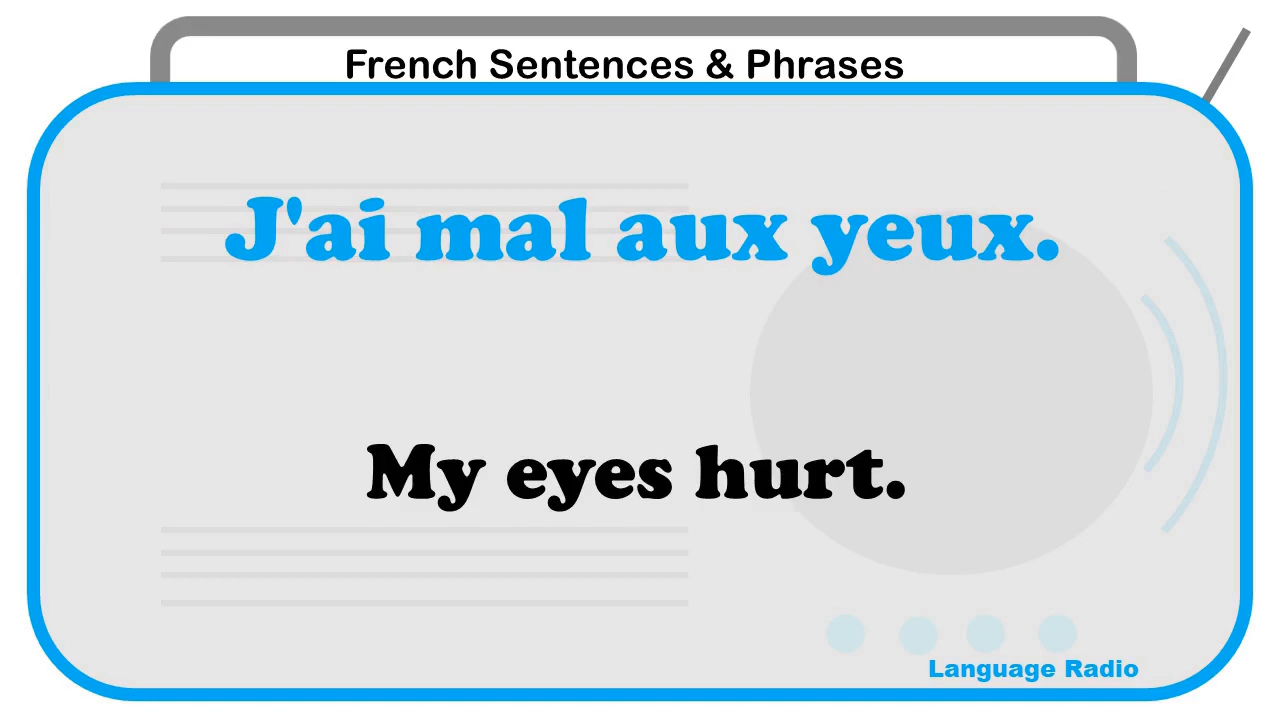 French Sentences & Phrases
J'ai mal aux yeux.
My eyes hurt.
Language Radio